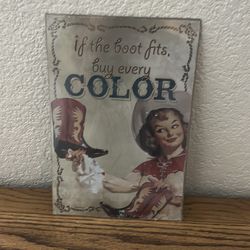 if the boot fits,
buy every
COLOR